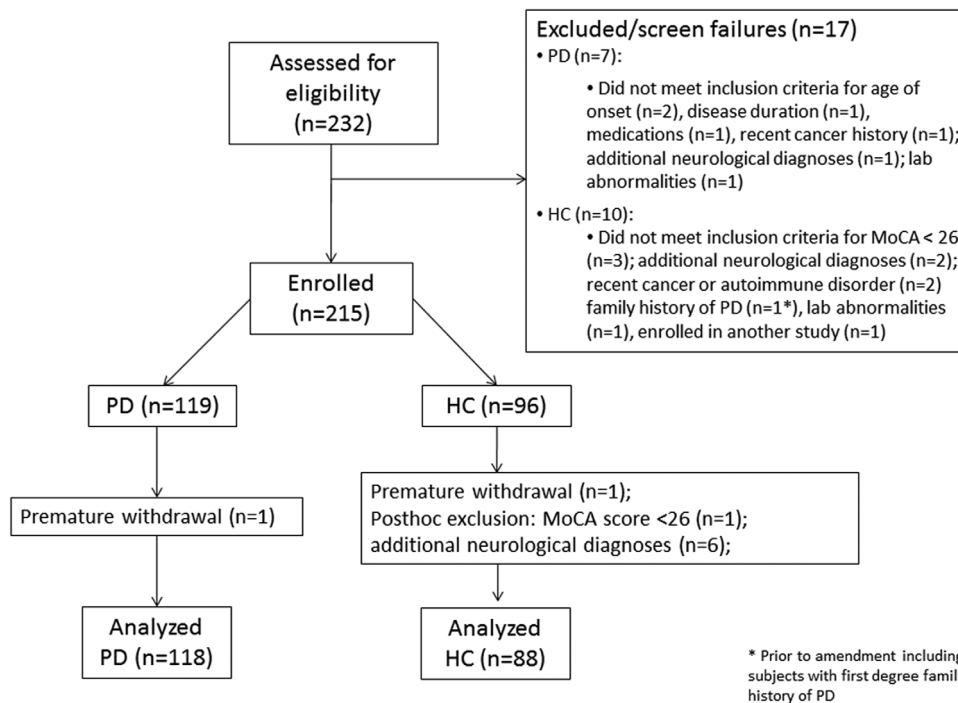 Assessed for
eligibility
(n=232)
Excluded/screen failures (n=17)
• PD (n=7):
• Did not meet inclusion criteria for age of
onset (n=2), disease duration (n=1),
medications (n=1), recent cancer history (n=1);
additional neurological diagnoses (n=1); lab
abnormalities (n=1)
• HC (n=10):
• Did not meet inclusion criteria for MoCA < 26
(n=3); additional neurological diagnoses (n=2);
recent cancer or autoimmune disorder (n=2)
family history of PD (n=1*), lab abnormalities
(n=1), enrolled in another study (n=1)
Enrolled
(n=215)
PD (n=119)
HC (n=96)
Premature withdrawal (n=1)
Premature withdrawal (n=1);
Posthoc exclusion: MoCA score <26 (n=1);
additional neurological diagnoses (n=6);
Analyzed
PD (n=118)
Analyzed
HC (n=88)
* Prior to amendment including
subjects with first degree famil
history of PD